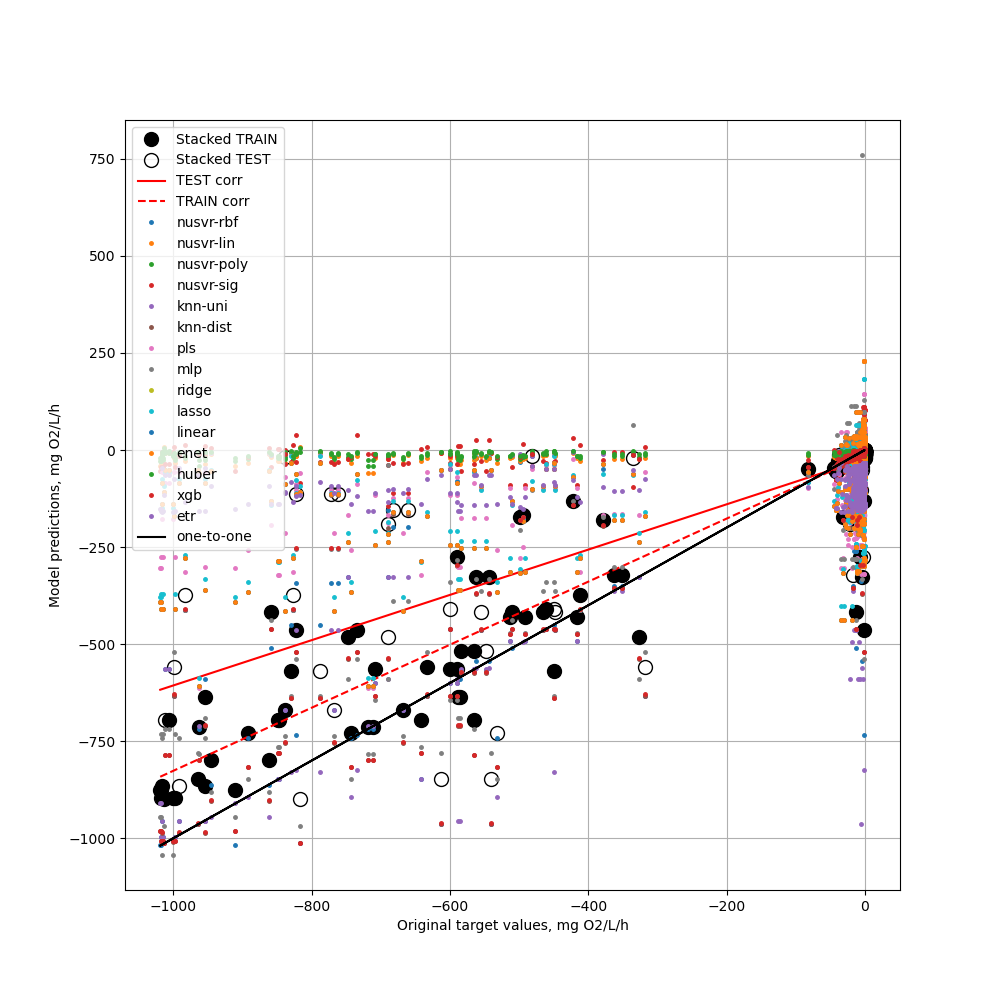 750
500
250
0
−250
−500
−750
−1000
Model predictions, mg O2/L/h
Stacked TRAIN
Stacked TEST
TEST corr
TRAIN corr
nusvr-rbf
nusvr-lin
nusvr-poly
nusvr-sig
knn-uni
knn-dist
pls
mlp
ridge
lasso
linear
enet
huber
xgb
etr
one-to-one
−1000 −800 −600 −400 −200 0
Original target values, mg O2/L/h